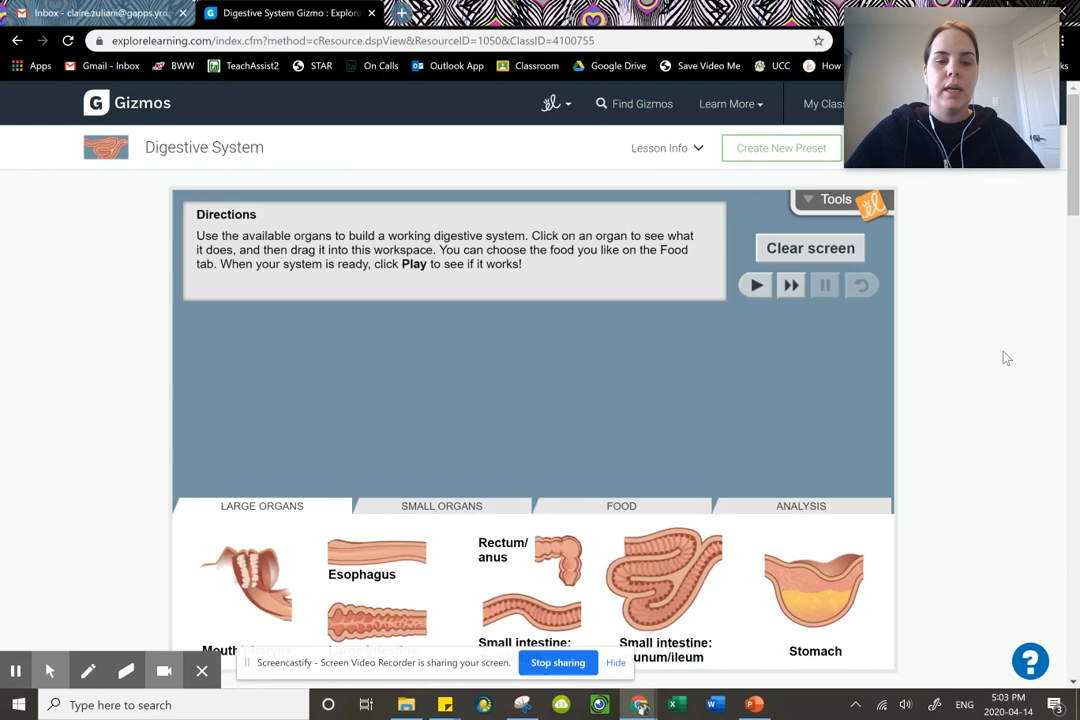 Inbox - claire.zuliani@gapps.yr
Digestive System Gizmo : Explore
explorelearning.com/index.cfm?method=cResource.dspView&ResourceID=1050&ClassID=4100755
Apps Gmail - Inbox BWW TeachAssist2 STAR On Calls Outlook App Classroom Google Drive Save Video Me UCC How
G Gizmos
Find Gizmos Learn More My Clas
Digestive System
Lesson Info Create New Preset
Directions
Use the available organs to build a working digestive system. Click on an organ to see what
it does, and then drag it into this workspace. You can choose the food you like on the Food
tab. When your system is ready, click Play to see if it works!
Tools
Clear screen
LARGE ORGANS SMALL ORGANS FOOD ANALYSIS
Rectum/
anus
Esophagus
Small intestine:
Small intestine:
Stomach
Screencastify - Screen Video Recorder is sharing your screen. Stop sharing Hide
?
Type here to search
ENG
5:03 PM
2020-04-14
3